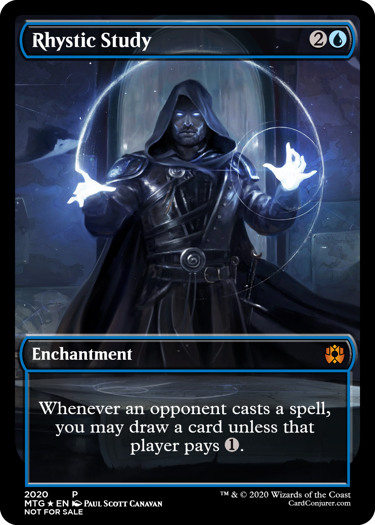 Rhystic Study 2
Enchantment
Whenever an opponent casts a spell,
you may draw a card unless that
player pays 1.
2020 P
MTG ★ EN Paul Scott Canavan
NOT FOR SALE
™ & © 2020 Wizards of the Coast
CardConjurer.com